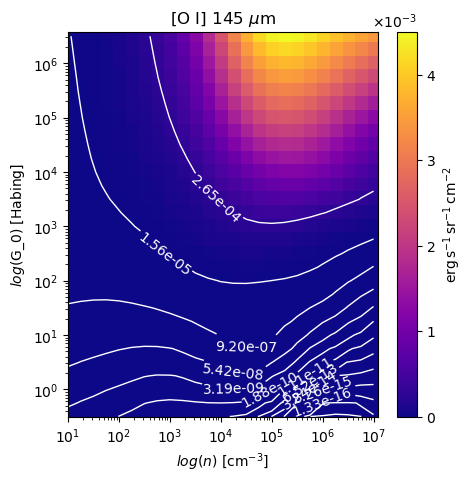 [O I] 145 μm
×10⁻³
10⁶
10⁵
10⁴
10³
10²
10¹
10⁰
log(G_0) [Habing]
2.65e-04
1.56e-05
9.20e-07
5.42e-08
3.19e-09
1.88e-10
1.33e-16
10¹ 10² 10³ 10⁴ 10⁵ 10⁶ 10⁷
log(n) [cm⁻³]
4
3
2
1
0
erg s⁻¹ sr⁻¹ cm⁻²